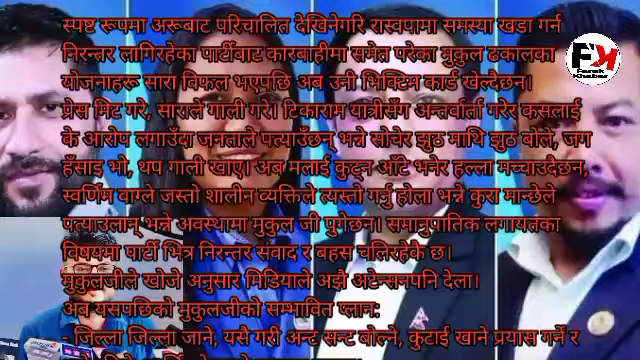 स्पष्ट रूपमा अरूबाट परिचालित देखिनेगरि रास्वपामा समस्या खडा गर्न
निरन्तर लागिरहेका पार्टीबाट कारबाहीमा समेत परेका मुकुल ढकालका
योजनाहरू सारा विफल भएपछि अब उनी भिक्टिम कार्ड खेल्दैछन।
प्रेस मिट गरे, साराले गाली गरे। टिकाराम यात्रीसँग अन्तर्वार्ता गरेर कसलाई
के आरोप लगाउँदा जनताले पत्याउँछन् भन्ने सोचेर झुठ माथि झुठ बोले, जग
हँसाइ भो, थप गाली खाए। अब मलाई कुट्न आँटे भनेर हल्ला मच्चाउदैछन,
स्वर्णिम वाग्ले जस्तो शालीन व्यक्तिले त्यस्तो गर्नु होला भन्ने कुरा मान्छेले
पत्याउलान् भन्ने अवस्थामा मुकुल जी पुगेछन। समानुपातिक लगायतका
विषयमा पार्टी भित्र निरन्तर संवाद र बहस चलिरहेकै छ।
मुकुलजीले खोजे अनुसार मिडियाले अझै अटेन्सनपनि देला।
अब यसपछिको मुकुलजीको सम्भावित प्लान:
- जिल्ला जिल्ला जाने, यसै गरी अन्ट सन्ट बोल्ने, कुटाई खाने प्रयास गर्ने र
FK
Farak
Khabar